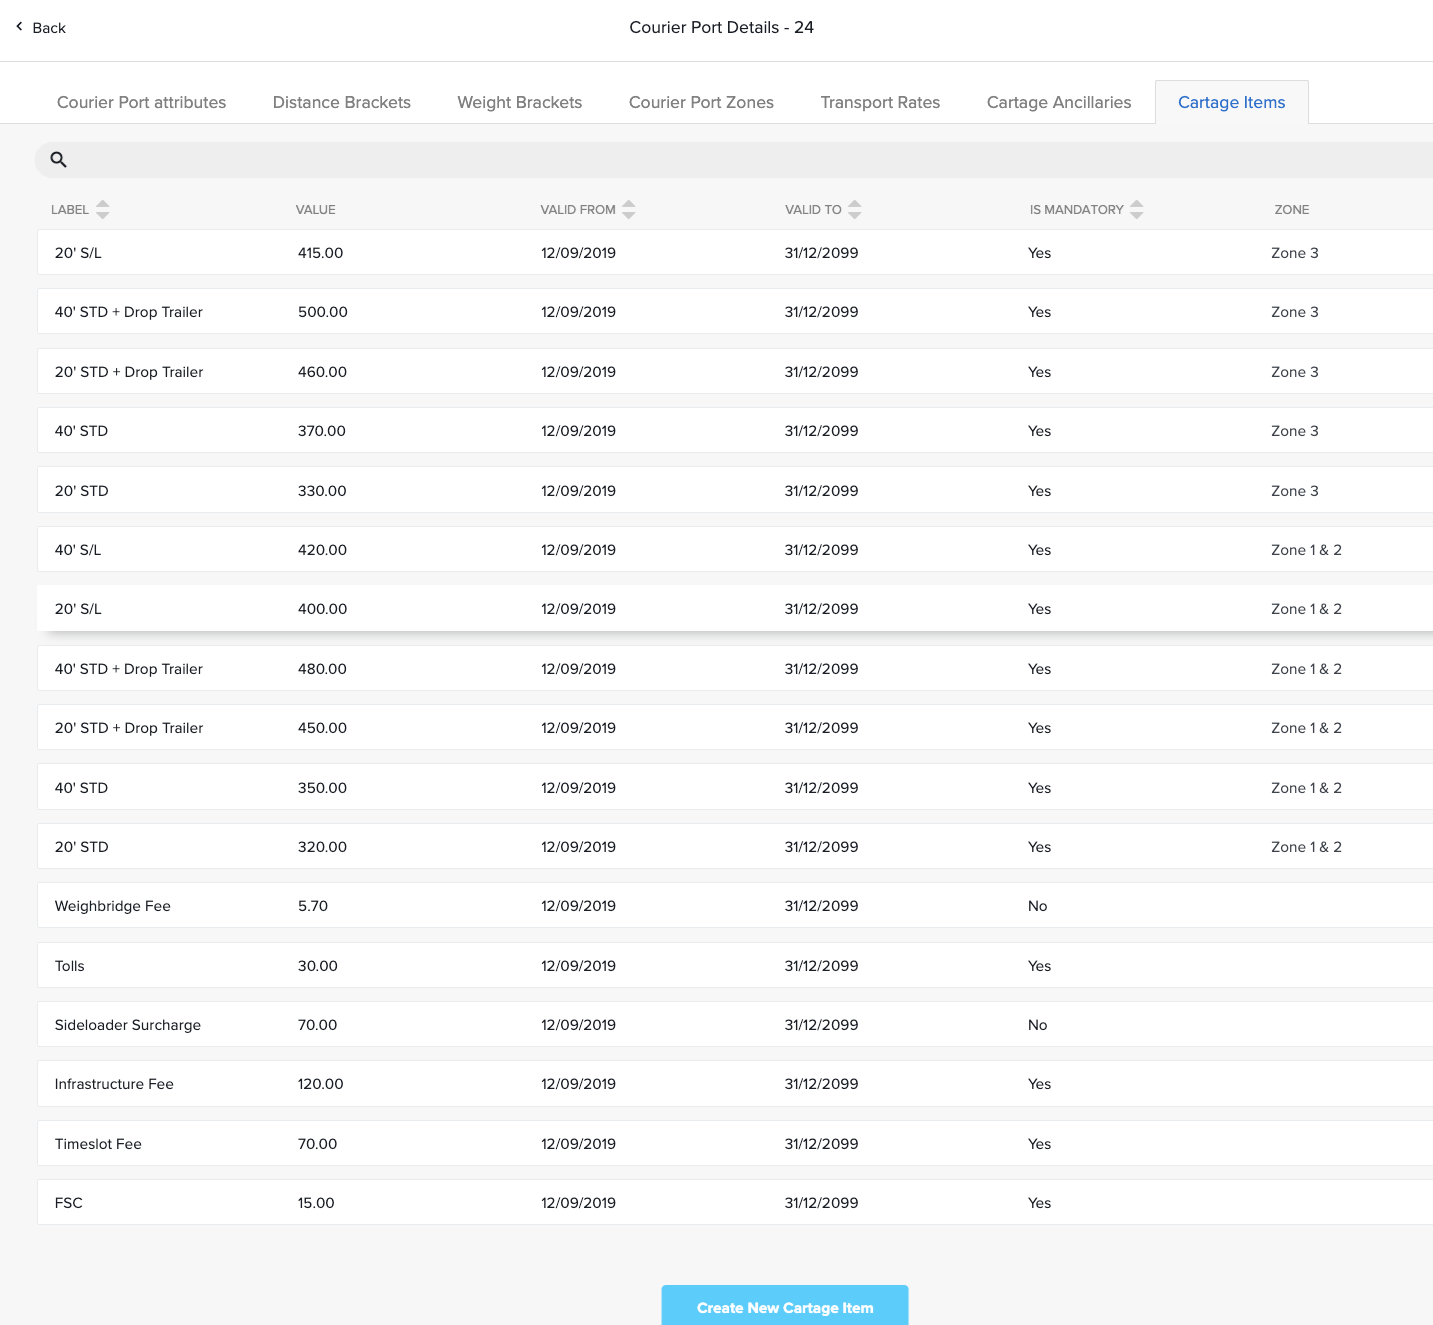 Back
Courier Port Details - 24
Courier Port attributes Distance Brackets Weight Brackets Courier Port Zones Transport Rates Cartage Ancillaries Cartage Items
LABEL VALUE VALID FROM VALID TO IS MANDATORY ZONE
20' S/L 415.00 12/09/2019 31/12/2099 Yes Zone 3
40' STD + Drop Trailer 500.00 12/09/2019 31/12/2099 Yes Zone 3
20' STD + Drop Trailer 460.00 12/09/2019 31/12/2099 Yes Zone 3
40' STD 370.00 12/09/2019 31/12/2099 Yes Zone 3
20' STD 330.00 12/09/2019 31/12/2099 Yes Zone 3
40' S/L 420.00 12/09/2019 31/12/2099 Yes Zone 1 & 2
20' S/L 400.00 12/09/2019 31/12/2099 Yes Zone 1 & 2
40' STD + Drop Trailer 480.00 12/09/2019 31/12/2099 Yes Zone 1 & 2
20' STD + Drop Trailer 450.00 12/09/2019 31/12/2099 Yes Zone 1 & 2
40' STD 350.00 12/09/2019 31/12/2099 Yes Zone 1 & 2
20' STD 320.00 12/09/2019 31/12/2099 Yes Zone 1 & 2
Weighbridge Fee 5.70 12/09/2019 31/12/2099 No
Tolls 30.00 12/09/2019 31/12/2099 Yes
Sideloader Surcharge 70.00 12/09/2019 31/12/2099 No
Infrastructure Fee 120.00 12/09/2019 31/12/2099 Yes
Timeslot Fee 70.00 12/09/2019 31/12/2099 Yes
FSC 15.00 12/09/2019 31/12/2099 Yes
Create New Cartage Item